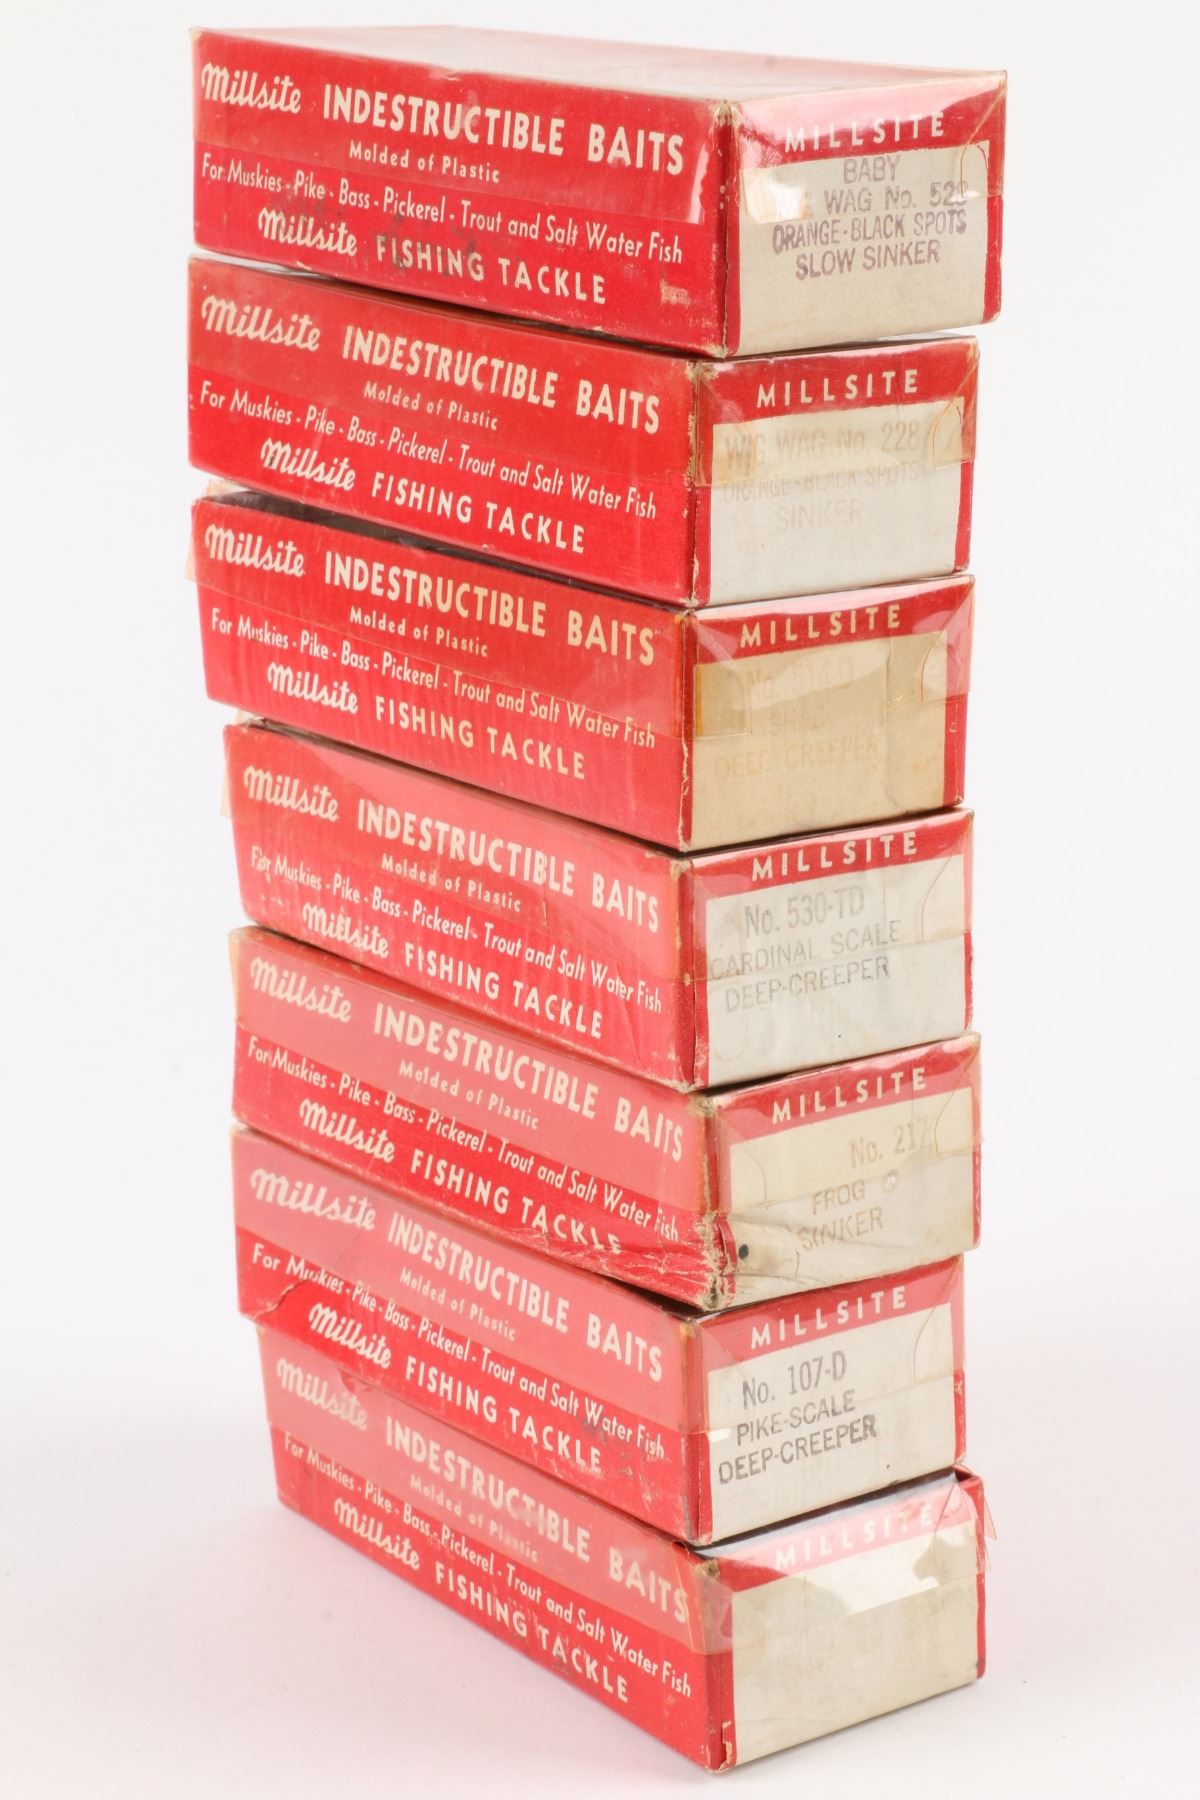 Millsite INDESTRUCTIBLE BAITS
Molded of Plastic
For Muskies - Pike - Bass - Pickerel - Trout and Salt Water Fish
Millsite FISHING TACKLE
MILLSITE
BABY
WAG No. 528
ORANGE-BLACK SPOTS
SLOW SINKER
Millsite INDESTRUCTIBLE BAITS
Molded of Plastic
For Muskies - Pike - Bass - Pickerel - Trout and Salt Water Fish
Millsite FISHING TACKLE
MILLSITE
WIG WAG No. 228
ORANGE-BLACK SPOTS
SINKER
Millsite INDESTRUCTIBLE BAITS
Molded of Plastic
For Muskies - Pike - Bass - Pickerel - Trout and Salt Water Fish
Millsite FISHING TACKLE
MILLSITE
No.
SHAD
DEEP-CREEPER
Millsite INDESTRUCTIBLE BAITS
Molded of Plastic
For Muskies - Pike - Bass - Pickerel - Trout and Salt Water Fish
Millsite FISHING TACKLE
MILLSITE
No. 530-TD
CARDINAL SCALE
DEEP-CREEPER
Millsite INDESTRUCTIBLE BAITS
Molded of Plastic
For Muskies - Pike - Bass - Pickerel - Trout and Salt Water Fish
Millsite FISHING TACKLE
MILLSITE
No. 217
FROG
SINKER
Millsite INDESTRUCTIBLE BAITS
Molded of Plastic
For Muskies - Pike - Bass - Pickerel - Trout and Salt Water Fish
Millsite FISHING TACKLE
MILLSITE
No. 107-D
PIKE-SCALE
DEEP-CREEPER
Millsite INDESTRUCTIBLE BAITS
Molded of Plastic
For Muskies - Pike - Bass - Pickerel - Trout and Salt Water Fish
Millsite FISHING TACKLE
MILLSITE